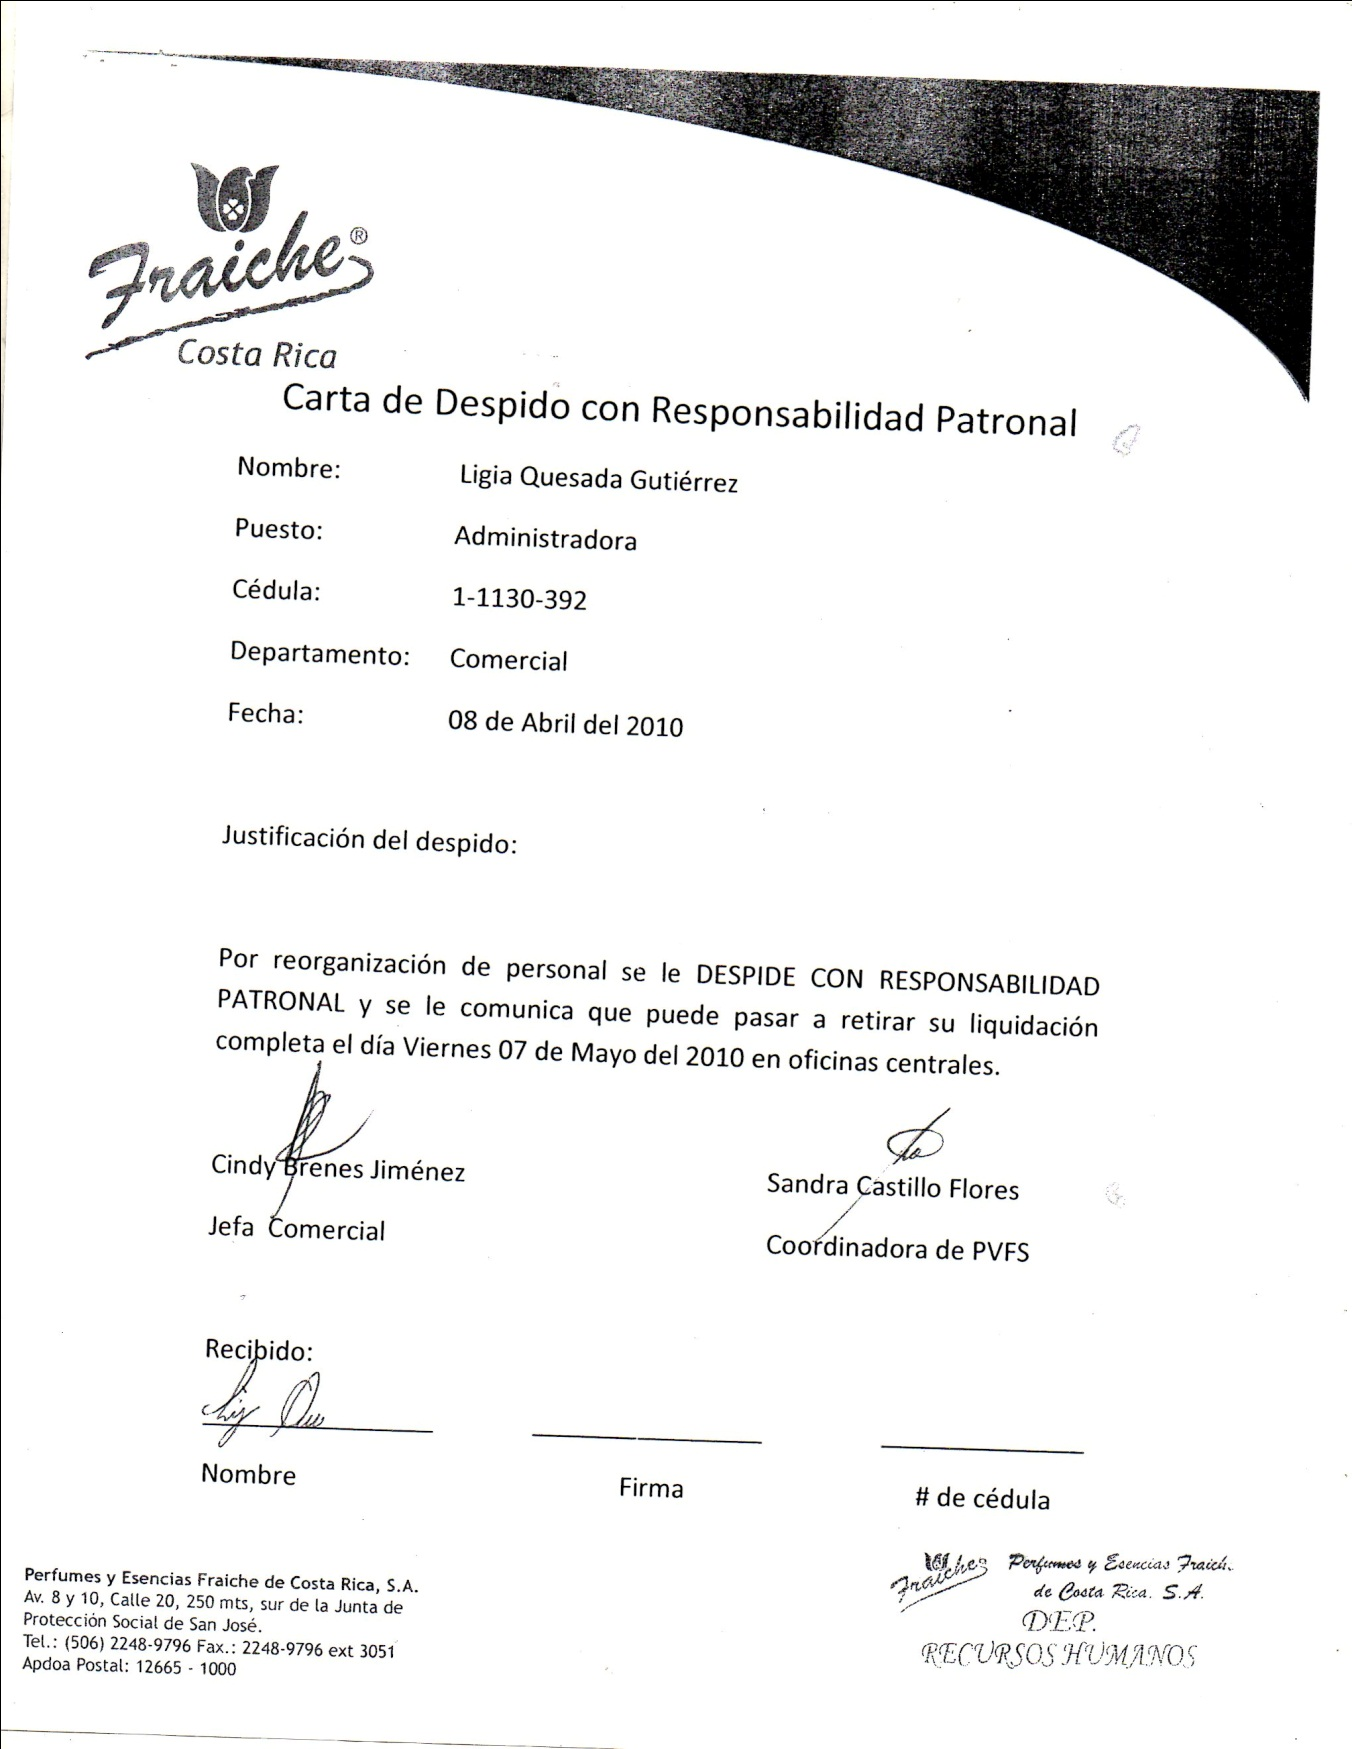 Fraiche ®
Costa Rica
Carta de Despido con Responsabilidad Patronal
Nombre: Ligia Quesada Gutiérrez
Puesto: Administradora
Cédula: 1-1130-392
Departamento: Comercial
Fecha: 08 de Abril del 2010
Justificación del despido:
Por reorganización de personal se le DESPIDE CON RESPONSABILIDAD
PATRONAL y se le comunica que puede pasar a retirar su liquidación
completa el día Viernes 07 de Mayo del 2010 en oficinas centrales.
Cindy Brenes Jiménez Sandra Castillo Flores
Jefa Comercial Coordinadora de PVFS
Recibido:
Nombre Firma # de cédula
Perfumes y Esencias Fraiche de Costa Rica, S.A.
Av. 8 y 10, Calle 20, 250 mts, sur de la Junta de
Protección Social de San José.
Tel.: (506) 2248-9796 Fax.: 2248-9796 ext 3051
Apdoa Postal: 12665 - 1000
Fraiche Perfumes y Esencias Fraich.
de Costa Rica. S.A.
DEP.
RECURSOS HUMANOS